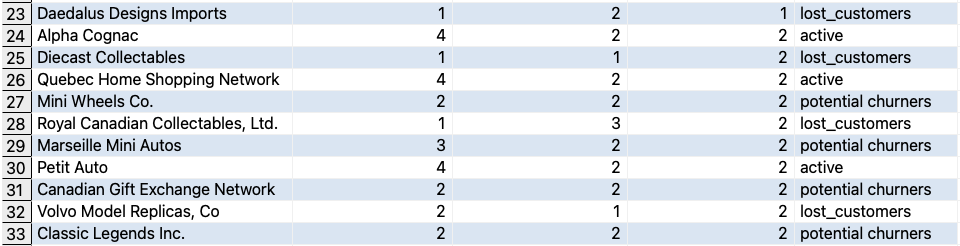 23 Daedalus Designs Imports 1 2 1 lost_customers
24 Alpha Cognac 4 2 2 active
25 Diecast Collectables 1 1 2 lost_customers
26 Quebec Home Shopping Network 4 2 2 active
27 Mini Wheels Co. 2 2 2 potential churners
28 Royal Canadian Collectables, Ltd. 1 3 2 lost_customers
29 Marseille Mini Autos 3 2 2 potential churners
30 Petit Auto 4 2 2 active
31 Canadian Gift Exchange Network 2 2 2 potential churners
32 Volvo Model Replicas, Co 2 1 2 lost_customers
33 Classic Legends Inc. 2 2 2 potential churners